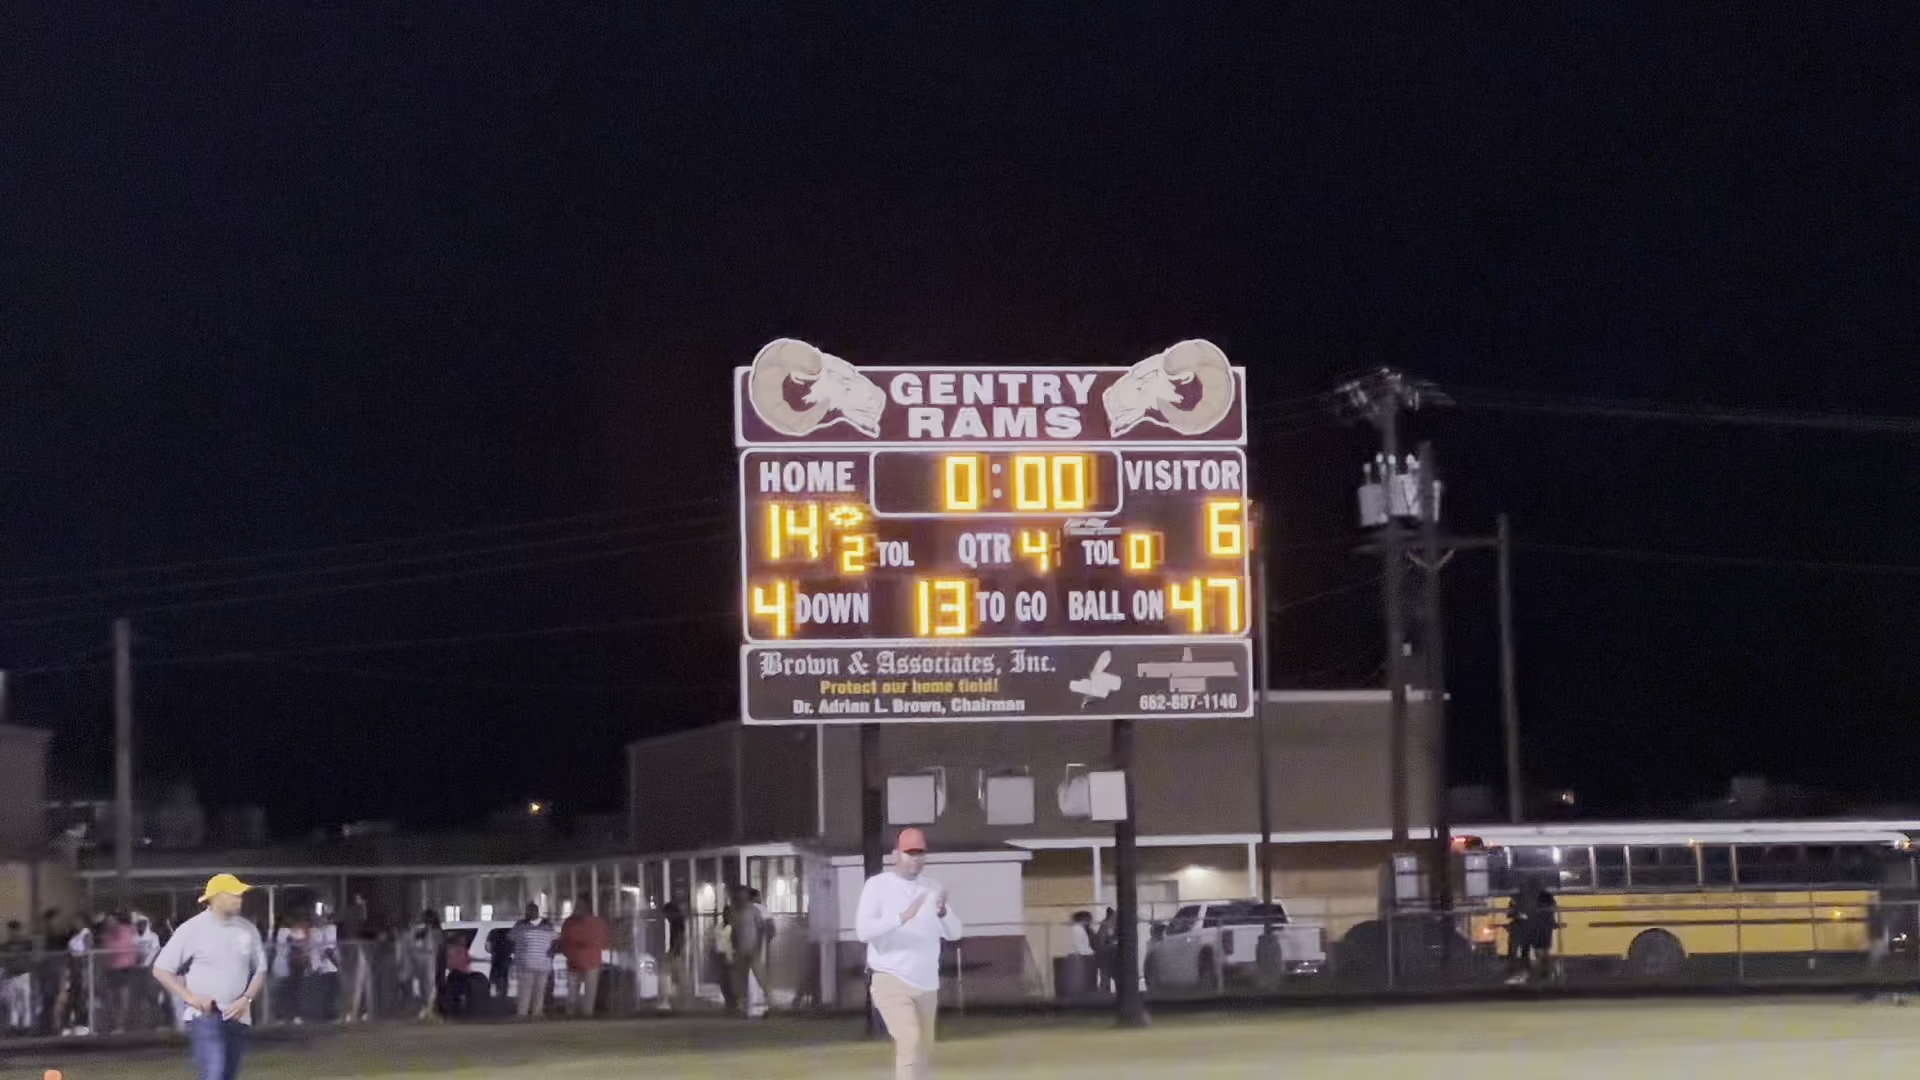 GENTRY
RAMS
HOME 0:00 VISITOR
14 6
2 TOL QTR 4 TOL 0
4 DOWN 13 TO GO BALL ON 47
Brown & Associates, Inc.
Protect our home field!
Dr. Adrian L. Brown, Chairman
662-887-1140